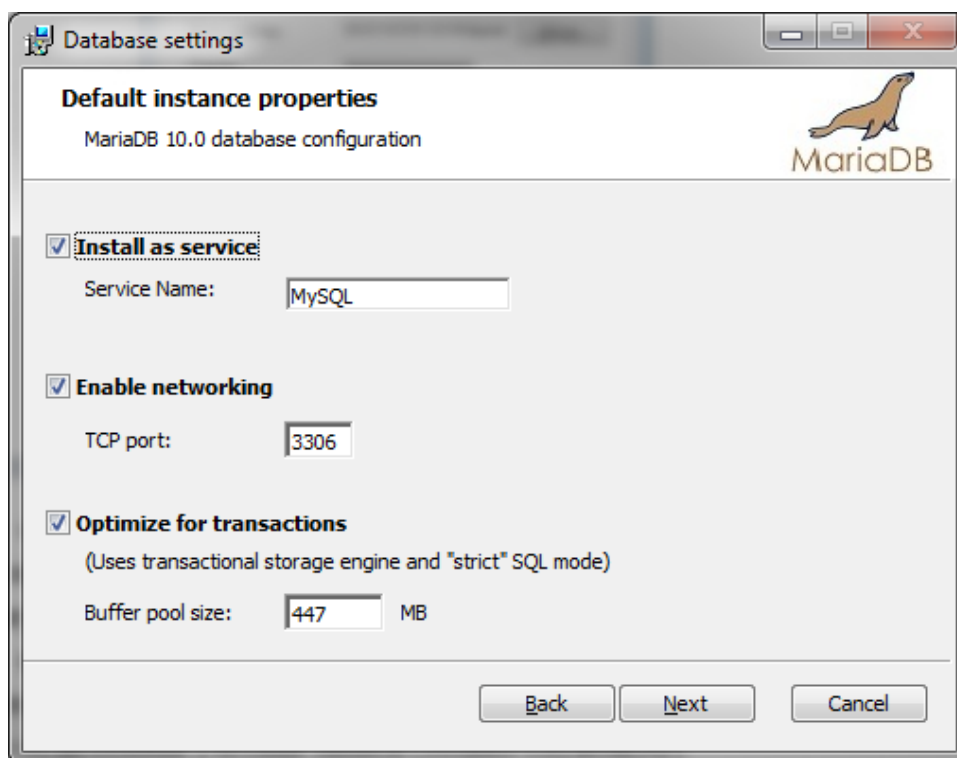 Database settings
Default instance properties
MariaDB 10.0 database configuration
MariaDB
Install as service
Service Name: MySQL
Enable networking
TCP port: 3306
Optimize for transactions
(Uses transactional storage engine and "strict" SQL mode)
Buffer pool size: 447 MB
Back Next Cancel